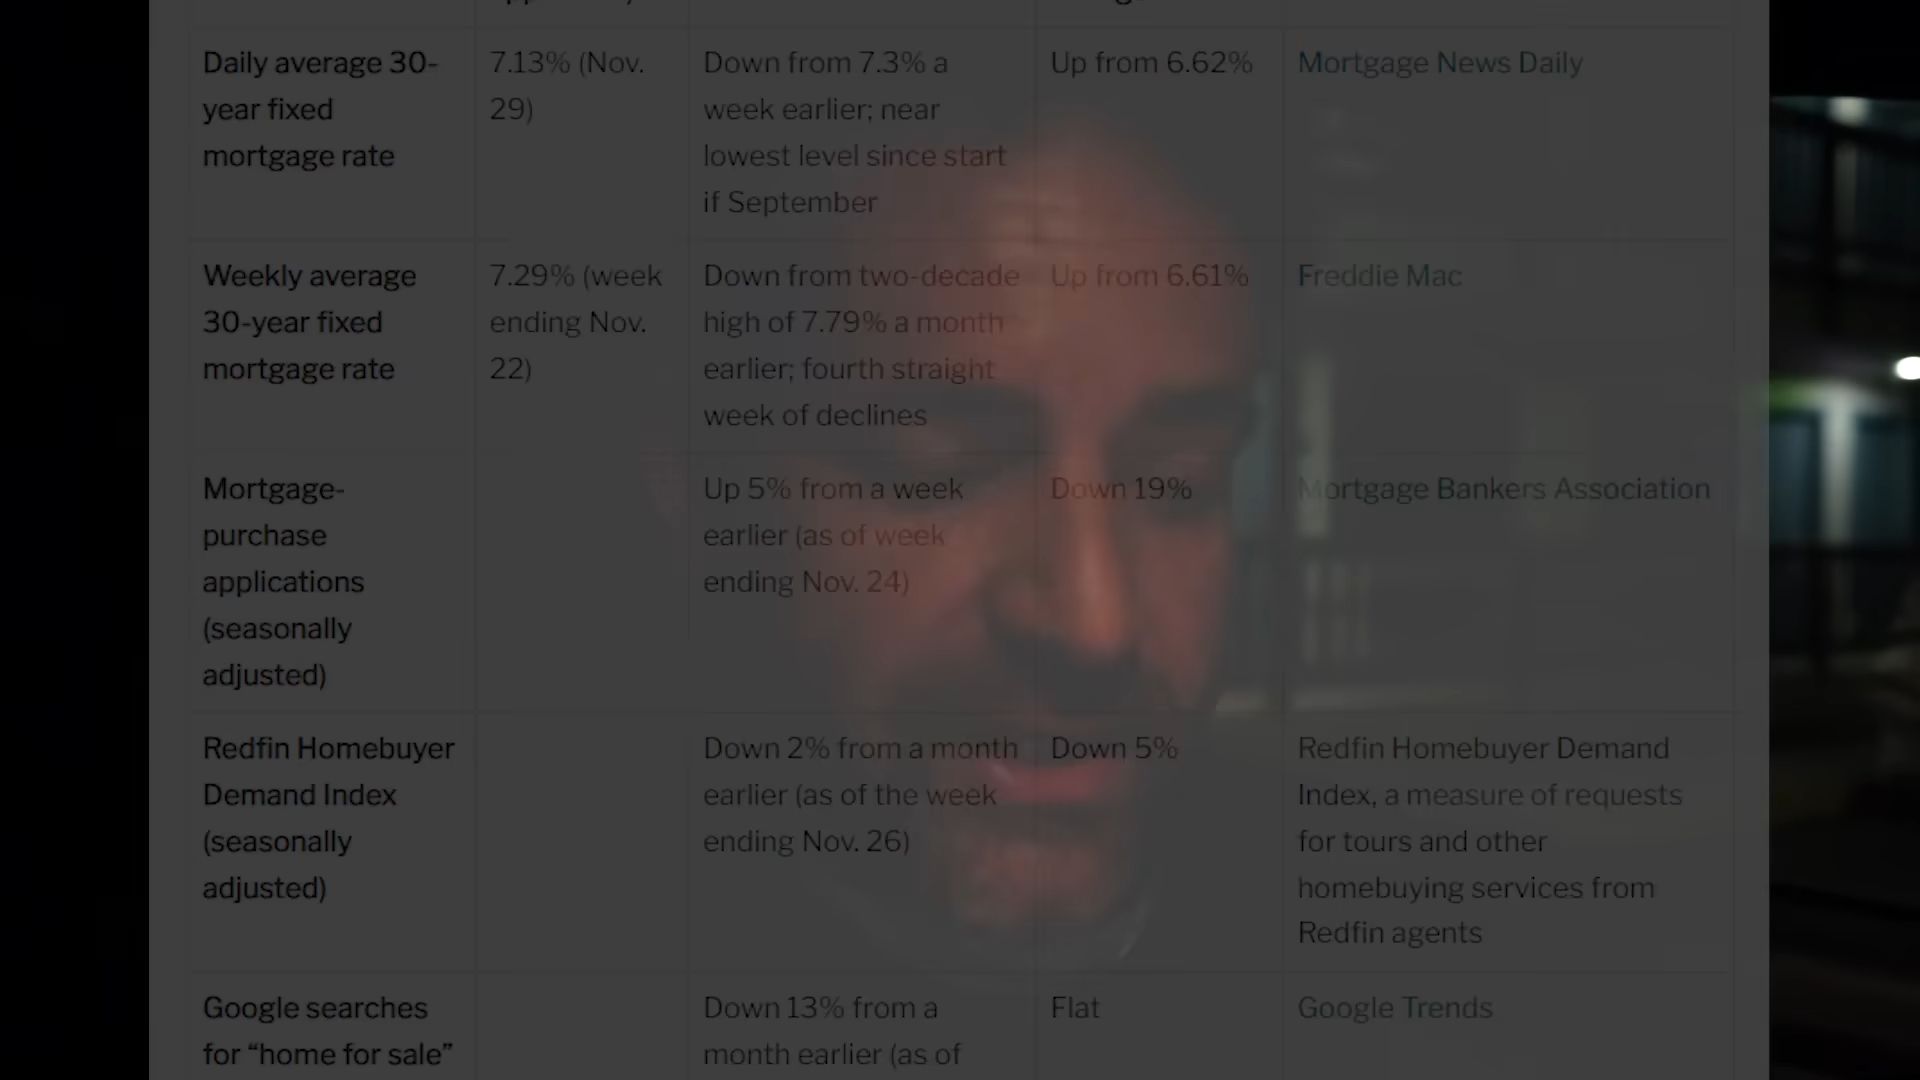 Daily average 30-
year fixed
mortgage rate
7.13% (Nov.
29)
Down from 7.3% a
week earlier; near
lowest level since start
if September
Up from 6.62%
Mortgage News Daily
Weekly average
30-year fixed
mortgage rate
7.29% (week
ending Nov.
22)
Down from two-decade
high of 7.79% a month
earlier; fourth straight
week of declines
Up from 6.61%
Freddie Mac
Mortgage-
purchase
applications
(seasonally
adjusted)
Up 5% from a week
earlier (as of week
ending Nov. 24)
Down 19%
Mortgage Bankers Association
Redfin Homebuyer
Demand Index
(seasonally
adjusted)
Down 2% from a month
earlier (as of the week
ending Nov. 26)
Down 5%
Redfin Homebuyer Demand
Index, a measure of requests
for tours and other
homebuying services from
Redfin agents
Google searches
for “home for sale”
Down 13% from a
month earlier (as of
Flat
Google Trends